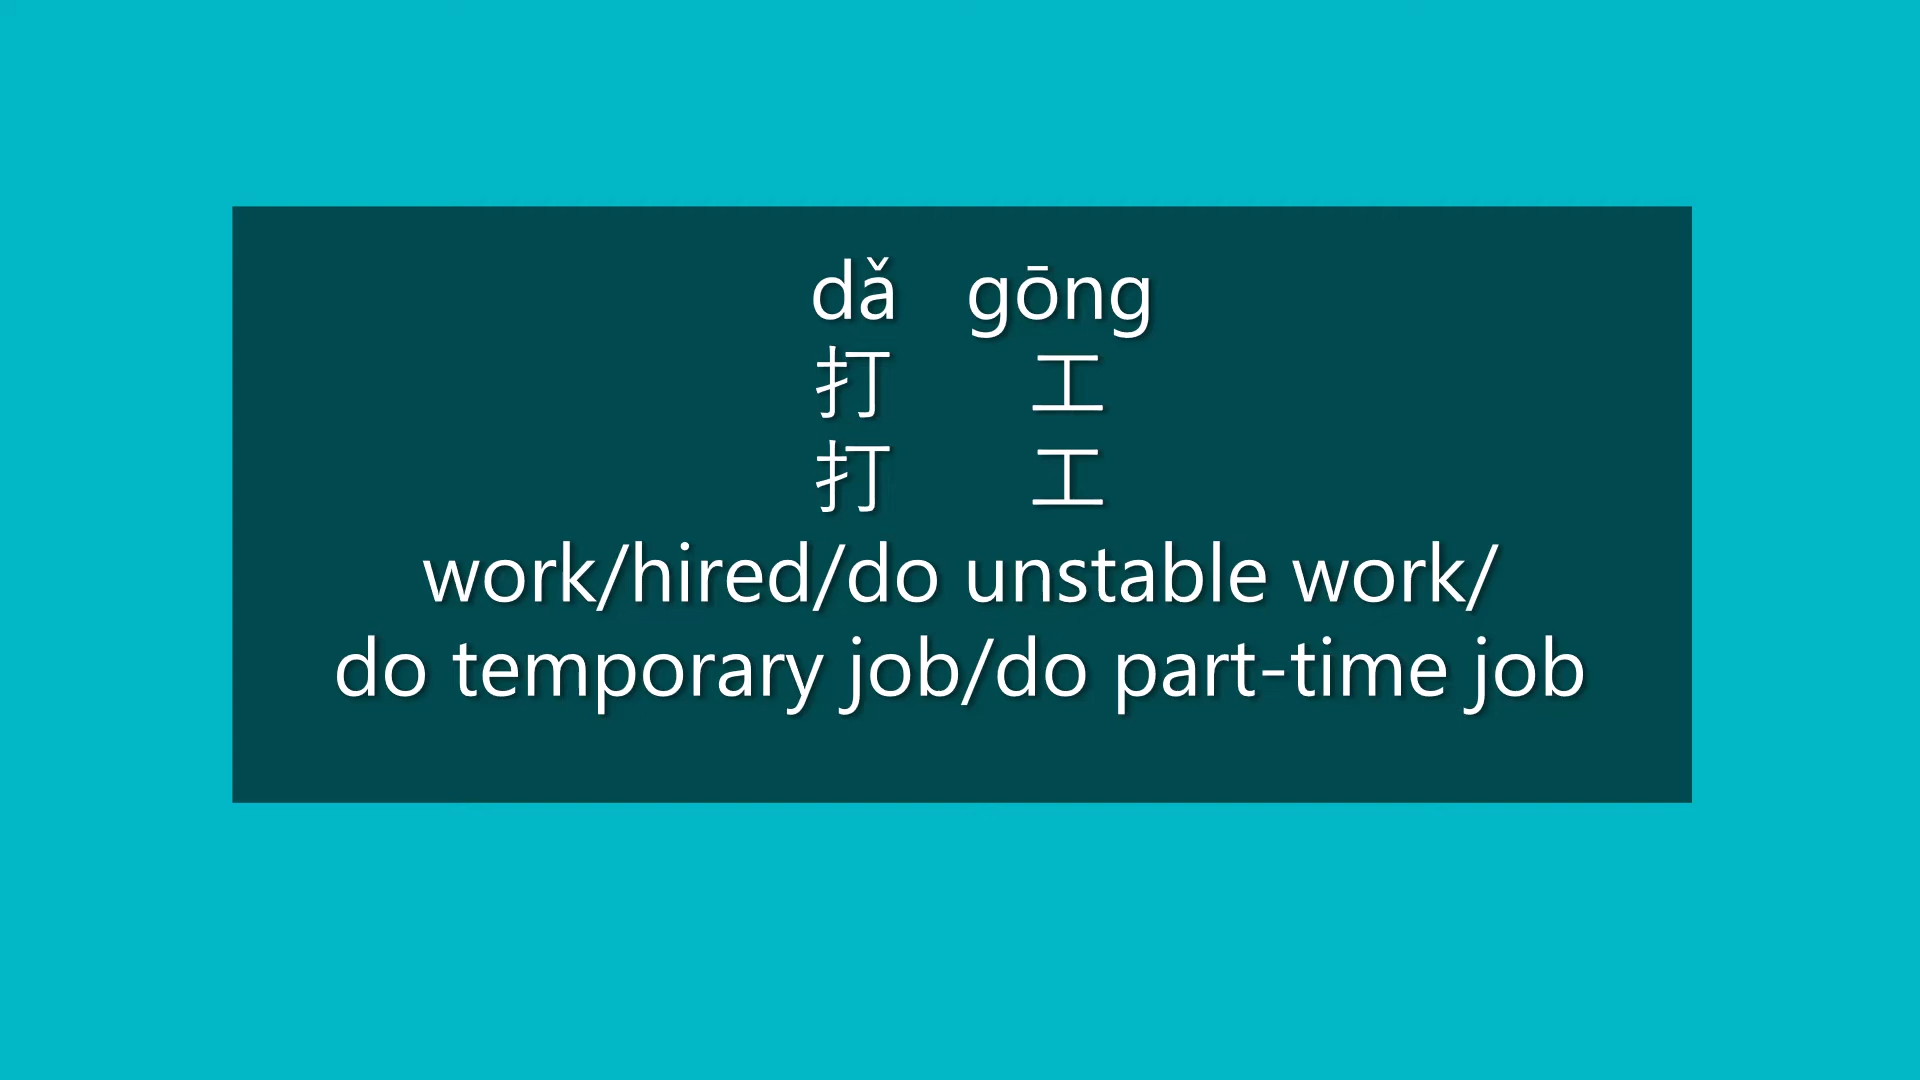 dǎ gōng
打 工
打 工
work/hired/do unstable work/
do temporary job/do part-time job